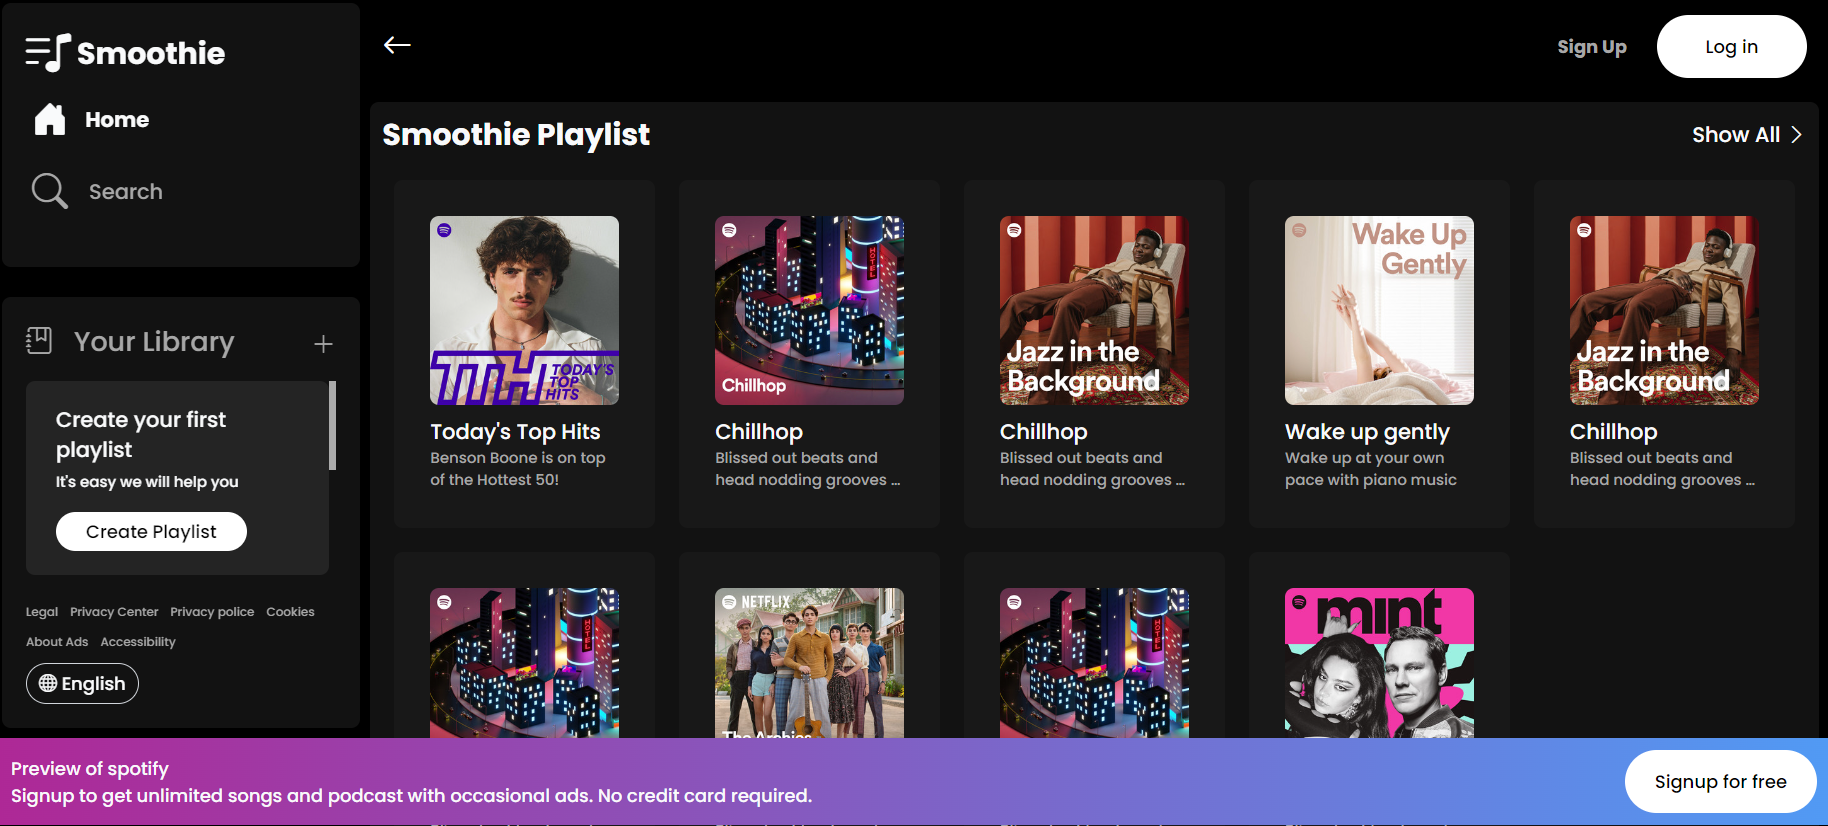 Smoothie
Home
Search
Your Library
Create your first
playlist
It's easy we will help you
Create Playlist
Legal Privacy Center Privacy police Cookies
About Ads Accessibility
English
Sign Up
Log in
Smoothie Playlist
Show All
TTH TODAY'S
TOP
HITS
Today's Top Hits
Benson Boone is on top
of the Hottest 50!
HOTEL
Chillhop
Chillhop
Blissed out beats and
head nodding grooves ...
Jazz in the
Background
Chillhop
Blissed out beats and
head nodding grooves ...
Wake Up
Gently
Wake up gently
Wake up at your own
pace with piano music
Jazz in the
Background
Chillhop
Blissed out beats and
head nodding grooves ...
HOTEL
NETFLIX
The Archies
HOTEL
mint
Preview of spotify
Signup to get unlimited songs and podcast with occasional ads. No credit card required.
Signup for free